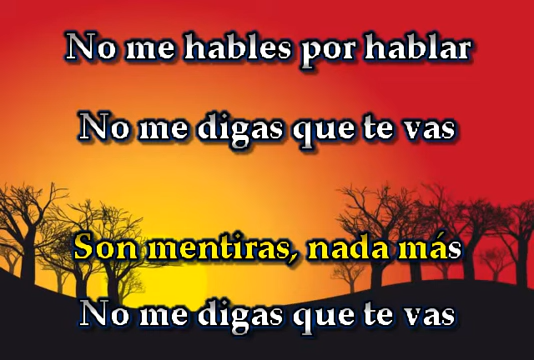 No me hables por hablar
No me digas que te vas
Son mentiras, nada más
No me digas que te vas